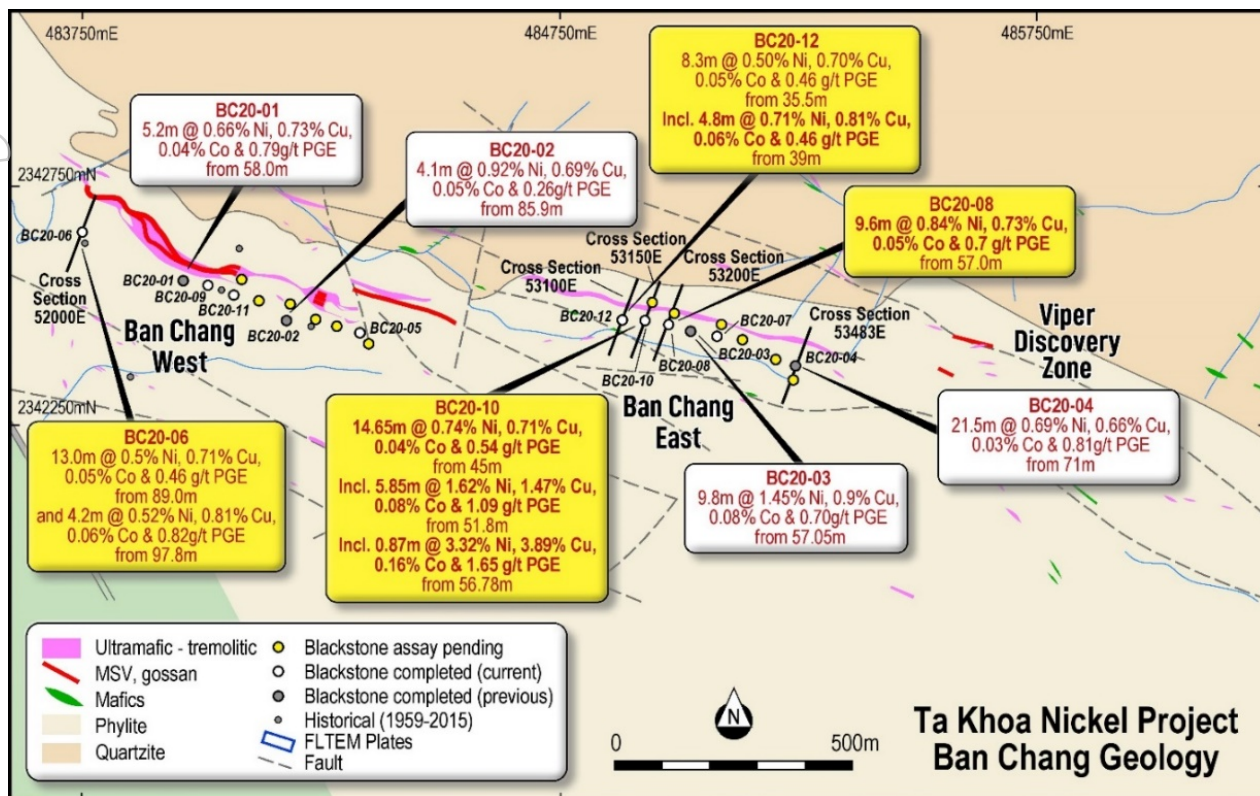 483750mE
484750mE
485750mE
2342750mN
2342250mN
BC20-01
5.2m @ 0.66% Ni, 0.73% Cu,
0.04% Co & 0.79g/t PGE
from 58.0m
BC20-02
4.1m @ 0.92% Ni, 0.69% Cu,
0.05% Co & 0.26g/t PGE
from 85.9m
BC20-12
8.3m @ 0.50% Ni, 0.70% Cu,
0.05% Co & 0.46 g/t PGE
from 35.5m
Incl. 4.8m @ 0.71% Ni, 0.81% Cu,
0.06% Co & 0.46 g/t PGE
from 39m
BC20-08
9.6m @ 0.84% Ni, 0.73% Cu,
0.05% Co & 0.7 g/t PGE
from 57.0m
BC20-06
Cross
Section
52000E
BC20-01
BC20-09
BC20-11
BC20-02
BC20-05
Ban Chang
West
Cross Section
53100E
Cross Section
53150E
Cross Section
53200E
Cross Section
53483E
BC20-12
BC20-10
BC20-08
BC20-07
BC20-03
BC20-04
Ban Chang
East
Viper
Discovery
Zone
BC20-06
13.0m @ 0.5% Ni, 0.71% Cu,
0.05% Co & 0.46 g/t PGE
from 89.0m
and 4.2m @ 0.52% Ni, 0.81% Cu,
0.06% Co & 0.82g/t PGE
from 97.8m
BC20-10
14.65m @ 0.74% Ni, 0.71% Cu,
0.04% Co & 0.54 g/t PGE
from 45m
Incl. 5.85m @ 1.62% Ni, 1.47% Cu,
0.08% Co & 1.09 g/t PGE
from 51.8m
Incl. 0.87m @ 3.32% Ni, 3.89% Cu,
0.16% Co & 1.65 g/t PGE
from 56.78m
BC20-03
9.8m @ 1.45% Ni, 0.9% Cu,
0.08% Co & 0.70g/t PGE
from 57.05m
BC20-04
21.5m @ 0.69% Ni, 0.66% Cu,
0.03% Co & 0.81g/t PGE
from 71m
Ultramafic - tremolitic
MSV, gossan
Mafics
Phylite
Quartzite
Blackstone assay pending
Blackstone completed (current)
Blackstone completed (previous)
Historical (1959-2015)
FLTEM Plates
Fault
N
0
500m
Ta Khoa Nickel Project
Ban Chang Geology